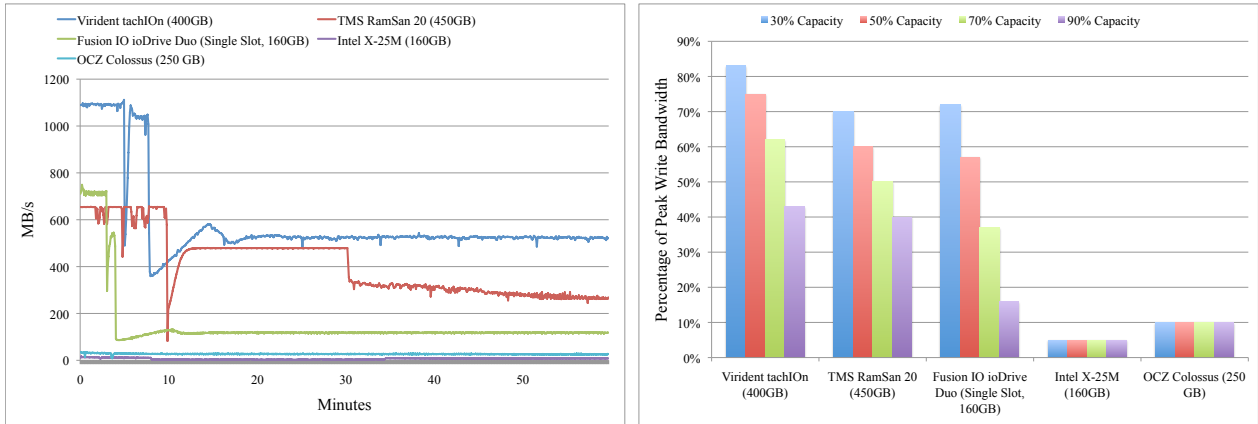 Virident tachIOn (400GB)
TMS RamSan 20 (450GB)
Fusion IO ioDrive Duo (Single Slot, 160GB)
Intel X-25M (160GB)
OCZ Colossus (250 GB)
1200
1000
800
600
400
200
0
MB/s
0
10
20
30
40
50
Minutes
30% Capacity
50% Capacity
70% Capacity
90% Capacity
90%
80%
70%
60%
50%
40%
30%
20%
10%
0%
Percentage of Peak Write Bandwidth
Virident tachIOn
(400GB)
TMS RamSan 20
(450GB)
Fusion IO ioDrive
Duo (Single Slot,
160GB)
Intel X-25M
(160GB)
OCZ Colossus (250
GB)